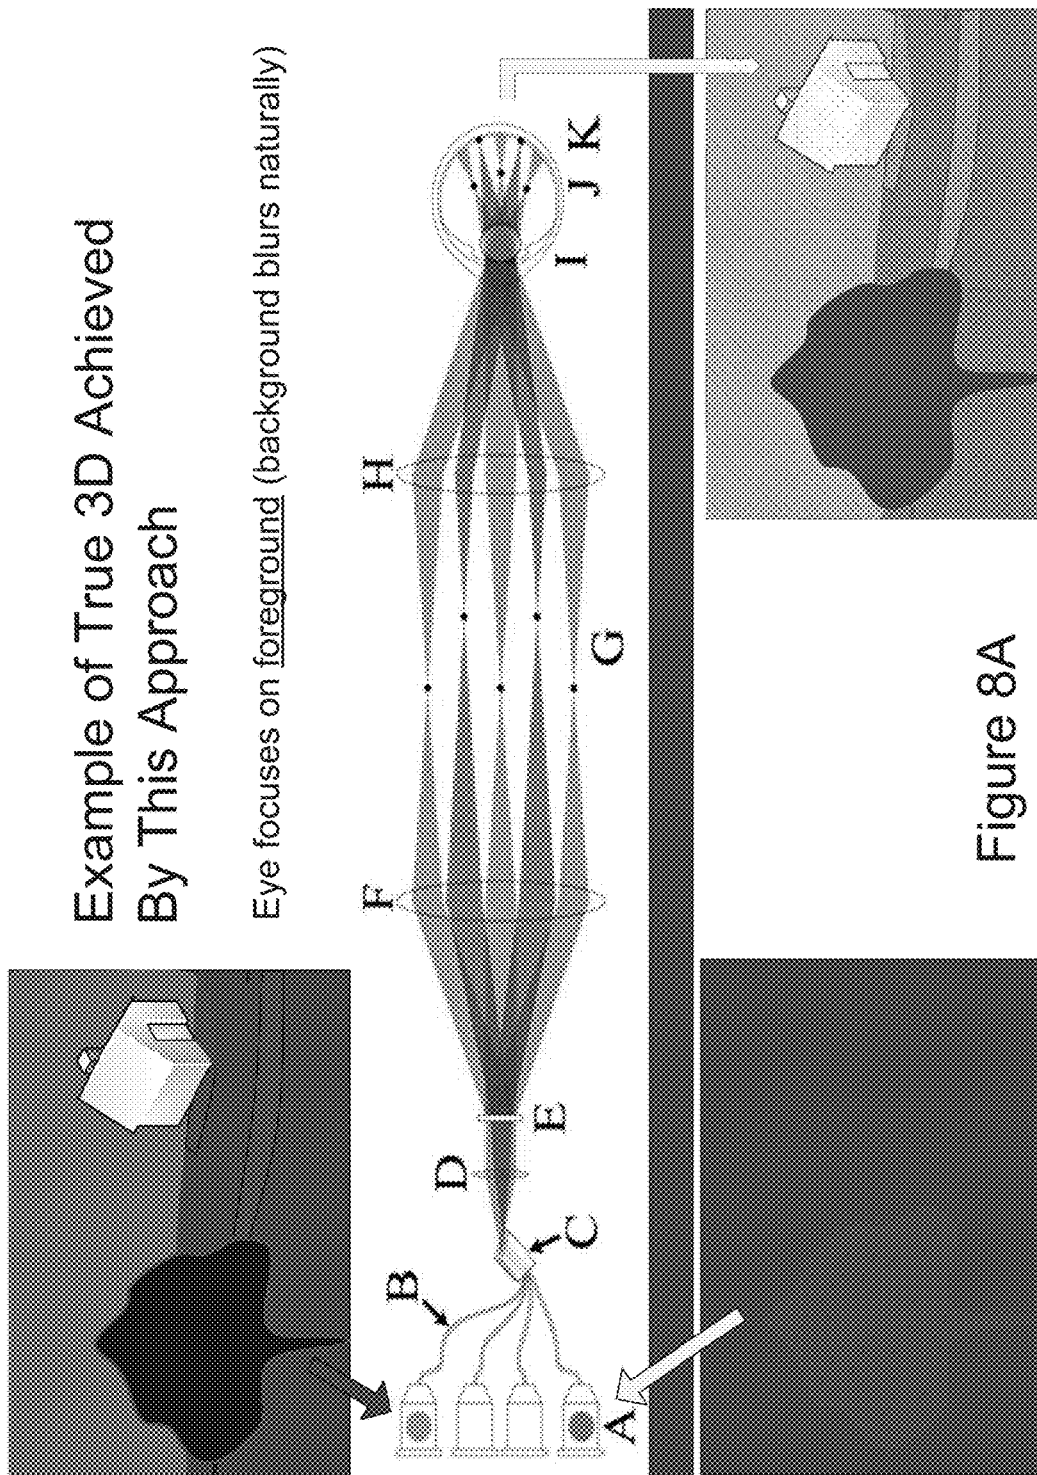 Example of True 3D Achieved
By This Approach
Eye focuses on foreground (background blurs naturally)
A
B
C
D
E
F
G
H
I
J
K
Figure 8A